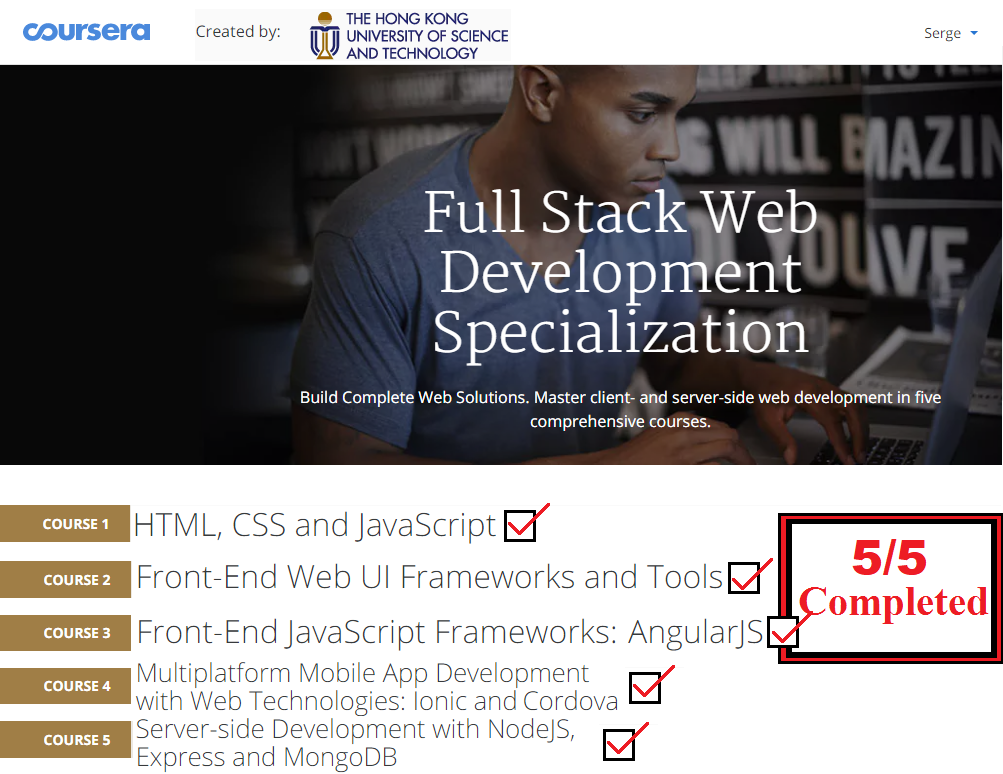 coursera
Created by:
THE HONG KONG
UNIVERSITY OF SCIENCE
AND TECHNOLOGY
Serge
WILL
AMAZIN
YOU
Full Stack Web
Development
Specialization
Build Complete Web Solutions. Master client- and server-side web development in five
comprehensive courses.
COURSE 1 HTML, CSS and JavaScript
COURSE 2 Front-End Web UI Frameworks and Tools
COURSE 3 Front-End JavaScript Frameworks: AngularJS
COURSE 4 Multiplatform Mobile App Development
with Web Technologies: Ionic and Cordova
COURSE 5 Server-side Development with NodeJS,
Express and MongoDB
5/5
Completed